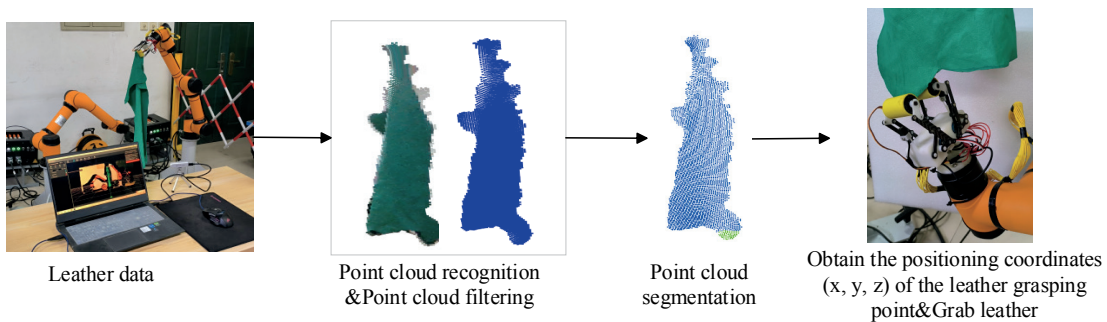 Leather data
Point cloud recognition
&Point cloud filtering
Point cloud
segmentation
Obtain the positioning coordinates
(x, y, z) of the leather grasping
point&Grab leather